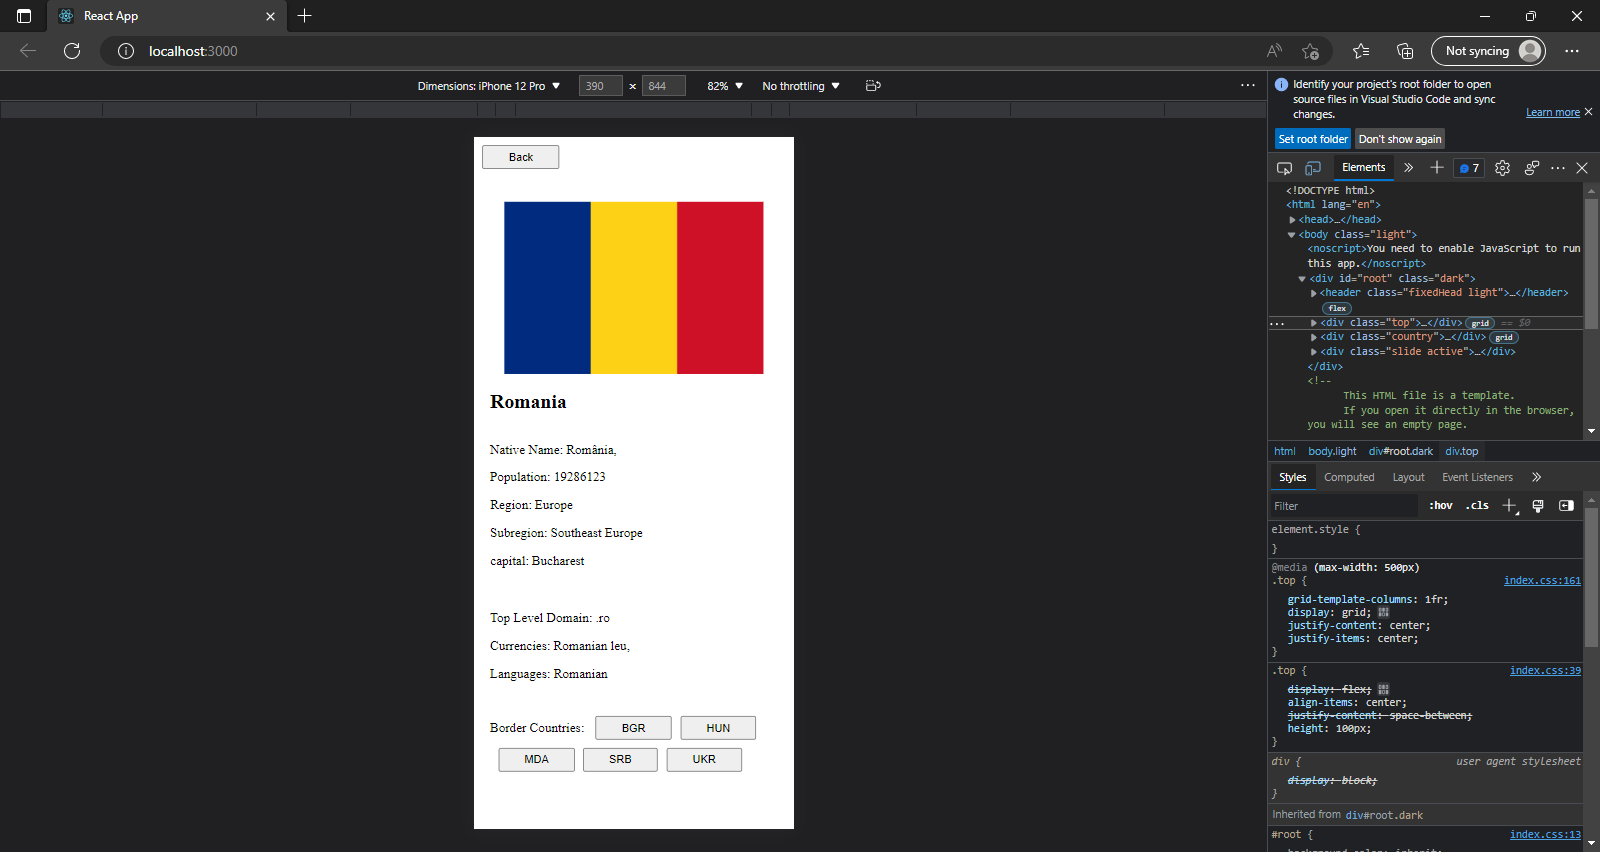 React App
localhost:3000
Not syncing
Dimensions: iPhone 12 Pro
390
x
844
82%
No throttling
Identify your project's root folder to open
source files in Visual Studio Code and sync
changes.
Learn more
Set root folder
Don't show again
Elements
7
Back
Romania
Native Name: România,
Population: 19286123
Region: Europe
Subregion: Southeast Europe
capital: Bucharest
Top Level Domain: .ro
Currencies: Romanian leu,
Languages: Romanian
Border Countries: BGR HUN
MDA SRB UKR
<!DOCTYPE html>
<html lang="en">
<head>…</head>
<body class="light">
<noscript>You need to enable JavaScript to run
this app.</noscript>
<div id="root" class="dark">
<header class="fixedHead light">…</header>
flex
<div class="top">…</div> grid == $0
<div class="country">…</div> grid
<div class="slide active">…</div>
</div>
<!--
This HTML file is a template.
If you open it directly in the browser,
you will see an empty page.
html body.light div#root.dark div.top
Styles Computed Layout Event Listeners
Filter :hov .cls
element.style {
}
@media (max-width: 500px)
.top { index.css:161
grid-template-columns: 1fr;
display: grid;
justify-content: center;
justify-items: center;
}
.top { index.css:39
display: flex;
align-items: center;
justify-content: space-between;
height: 100px;
}
div { user agent stylesheet
display: block;
}
Inherited from div#root.dark
#root { index.css:13